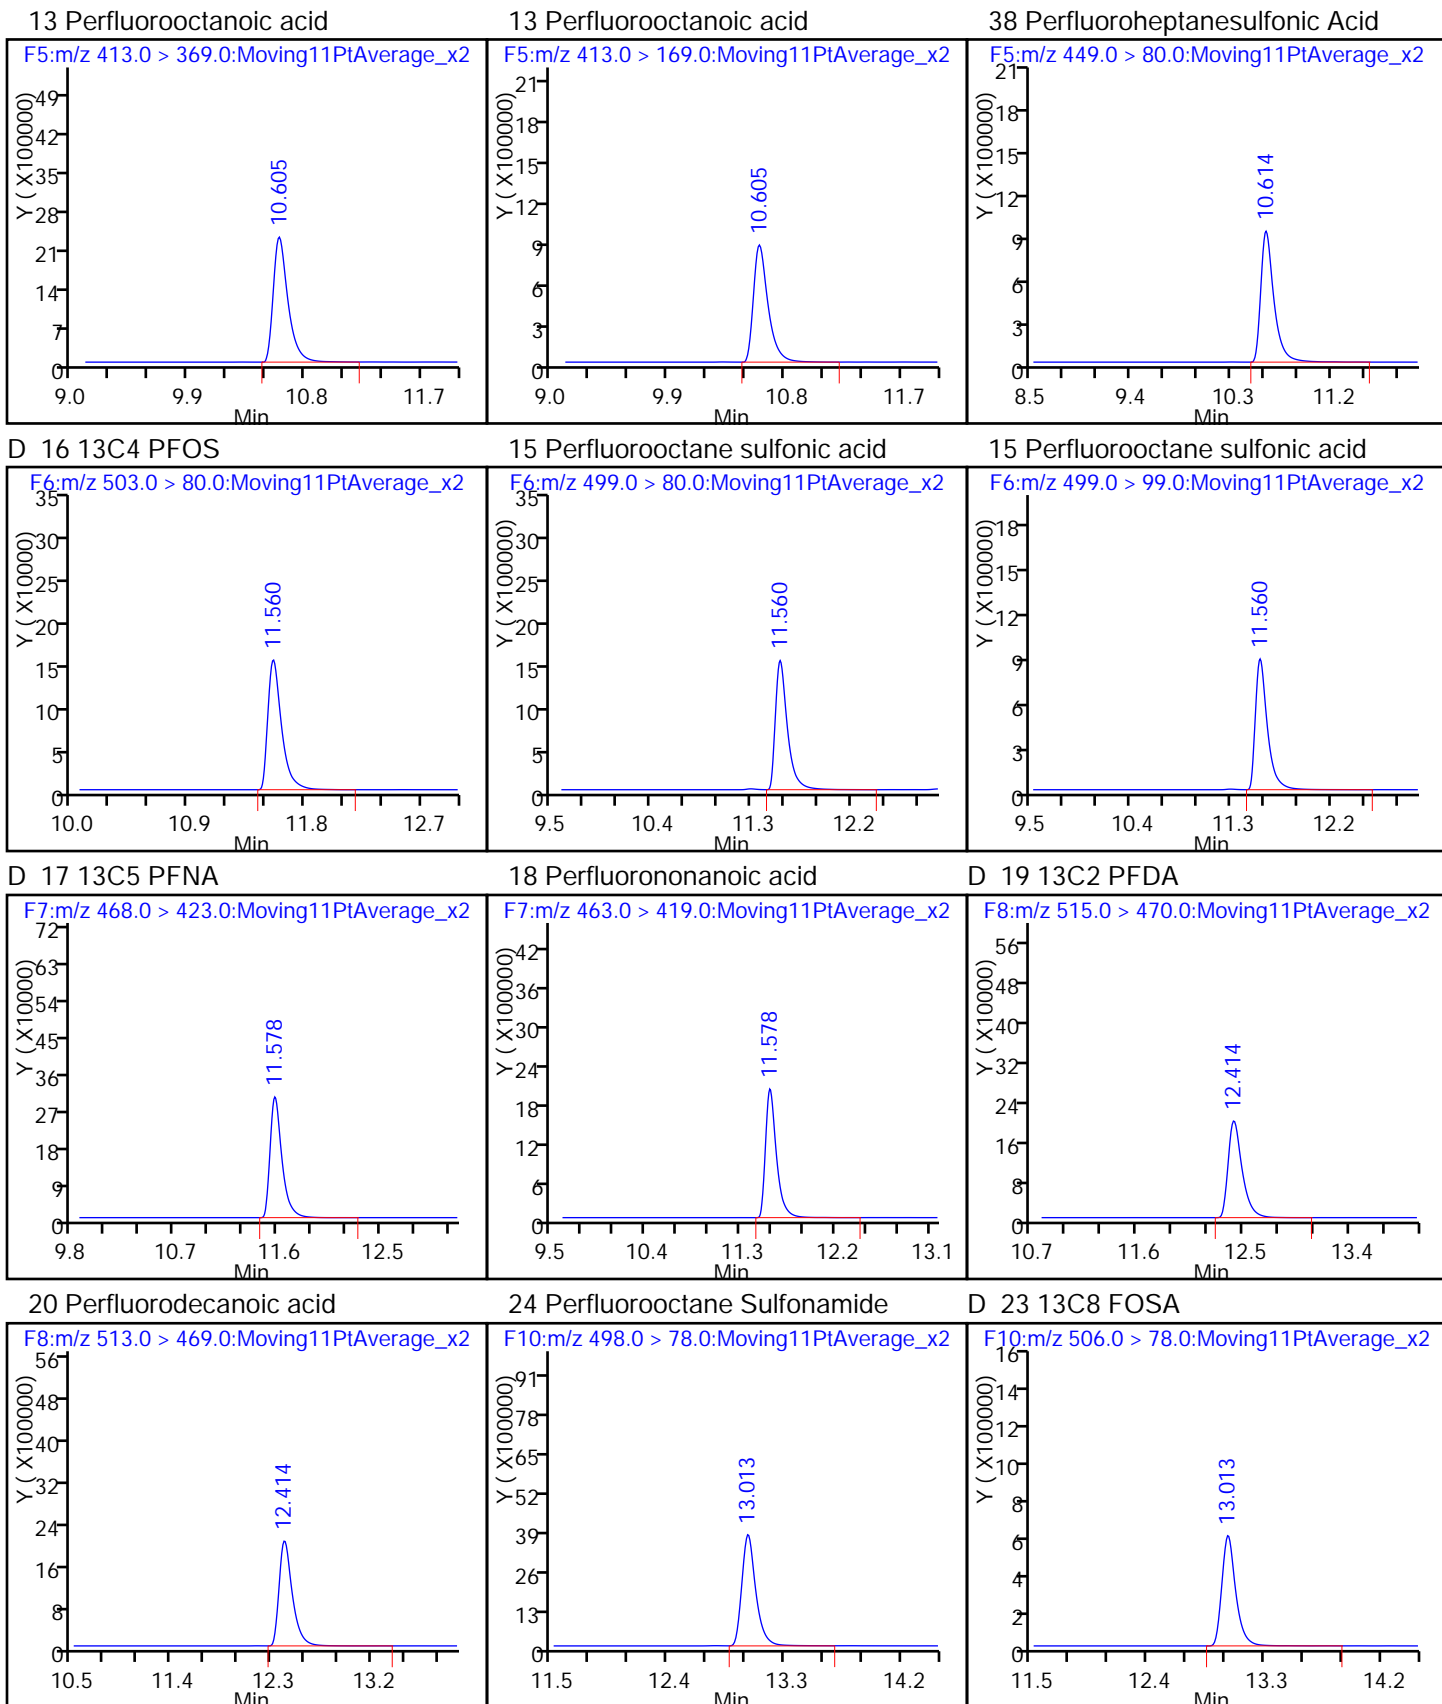 13 Perfluorooctanoic acid
F5:m/z 413.0 > 369.0:Moving11PtAverage_x2
Y ( X100000)
49
42
35
28
21
14
7
0
10.605
9.0 9.9 10.8 11.7
Min
13 Perfluorooctanoic acid
F5:m/z 413.0 > 169.0:Moving11PtAverage_x2
Y ( X100000)
21
18
15
12
9
6
3
0
10.605
9.0 9.9 10.8 11.7
Min
38 Perfluoroheptanesulfonic Acid
F5:m/z 449.0 > 80.0:Moving11PtAverage_x2
Y ( X100000)
21
18
15
12
9
6
3
0
10.614
8.5 9.4 10.3 11.2
Min
D 16 13C4 PFOS
F6:m/z 503.0 > 80.0:Moving11PtAverage_x2
Y ( X10000)
35
30
25
20
15
10
5
0
11.560
10.0 10.9 11.8 12.7
Min
15 Perfluorooctane sulfonic acid
F6:m/z 499.0 > 80.0:Moving11PtAverage_x2
Y ( X100000)
35
30
25
20
15
10
5
0
11.560
9.5 10.4 11.3 12.2
Min
15 Perfluorooctane sulfonic acid
F6:m/z 499.0 > 99.0:Moving11PtAverage_x2
Y ( X100000)
18
15
12
9
6
3
0
11.560
9.5 10.4 11.3 12.2
Min
D 17 13C5 PFNA
F7:m/z 468.0 > 423.0:Moving11PtAverage_x2
Y ( X10000)
72
63
54
45
36
27
18
9
0
11.578
9.8 10.7 11.6 12.5
Min
18 Perfluorononanoic acid
F7:m/z 463.0 > 419.0:Moving11PtAverage_x2
Y ( X100000)
42
36
30
24
18
12
6
0
11.578
9.5 10.4 11.3 12.2 13.1
Min
D 19 13C2 PFDA
F8:m/z 515.0 > 470.0:Moving11PtAverage_x2
Y ( X10000)
56
48
40
32
24
16
8
0
12.414
10.7 11.6 12.5 13.4
Min
20 Perfluorodecanoic acid
F8:m/z 513.0 > 469.0:Moving11PtAverage_x2
Y ( X100000)
56
48
40
32
24
16
8
0
12.414
10.5 11.4 12.3 13.2
Min
24 Perfluorooctane Sulfonamide
F10:m/z 498.0 > 78.0:Moving11PtAverage_x2
Y ( X100000)
91
78
65
52
39
26
13
0
13.013
11.5 12.4 13.3 14.2
Min
D 23 13C8 FOSA
F10:m/z 506.0 > 78.0:Moving11PtAverage_x2
Y ( X100000)
16
14
12
10
8
6
4
2
0
13.013
11.5 12.4 13.3 14.2
Min